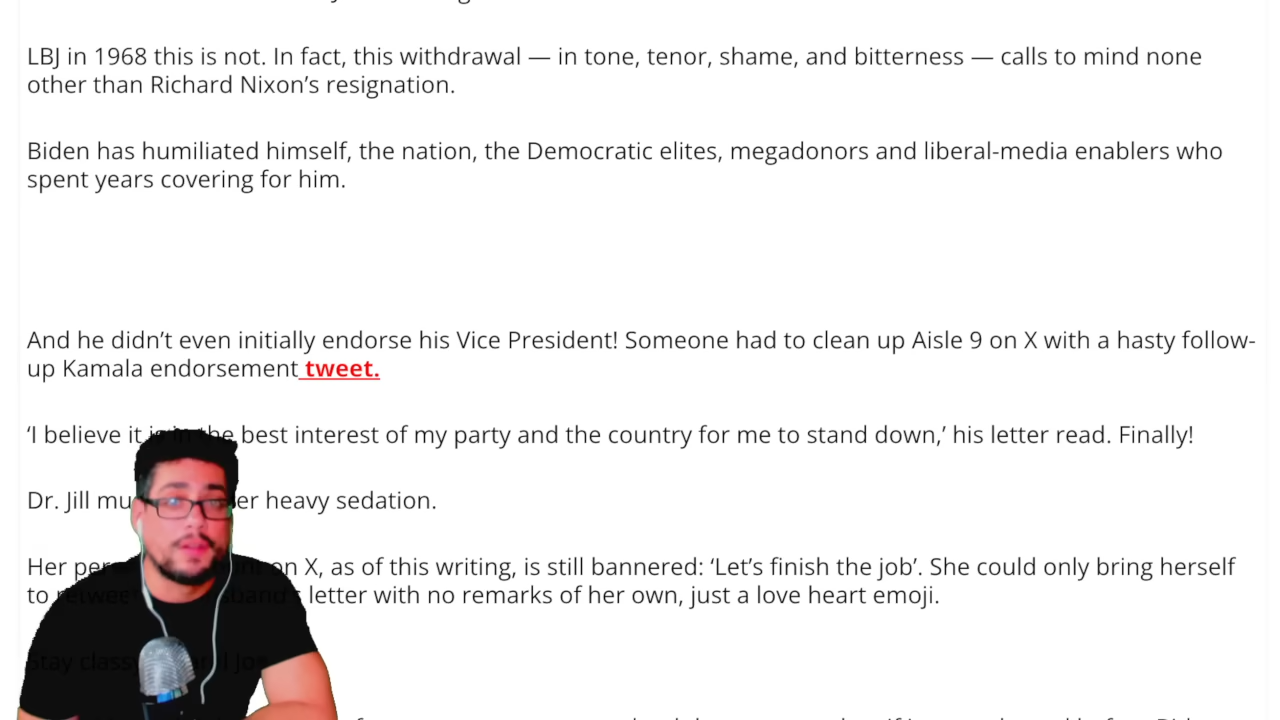 LBJ in 1968 this is not. In fact, this withdrawal — in tone, tenor, shame, and bitterness — calls to mind none
other than Richard Nixon’s resignation.
Biden has humiliated himself, the nation, the Democratic elites, megadonors and liberal-media enablers who
spent years covering for him.
And he didn’t even initially endorse his Vice President! Someone had to clean up Aisle 9 on X with a hasty follow-
up Kamala endorsement tweet.
‘I believe it is in the best interest of my party and the country for me to stand down,’ his letter read. Finally!
Dr. Jill heavy sedation.
Her on X, as of this writing, is still bannered: ‘Let’s finish the job’. She could only bring herself
to letter with no remarks of her own, just a love heart emoji.
Stay